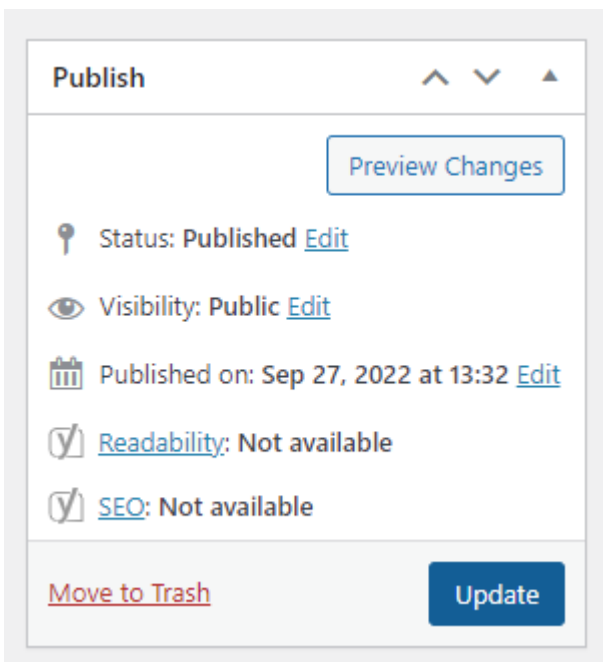 Publish
Preview Changes
Status: Published Edit
Visibility: Public Edit
Published on: Sep 27, 2022 at 13:32 Edit
Readability: Not available
SEO: Not available
Move to Trash
Update